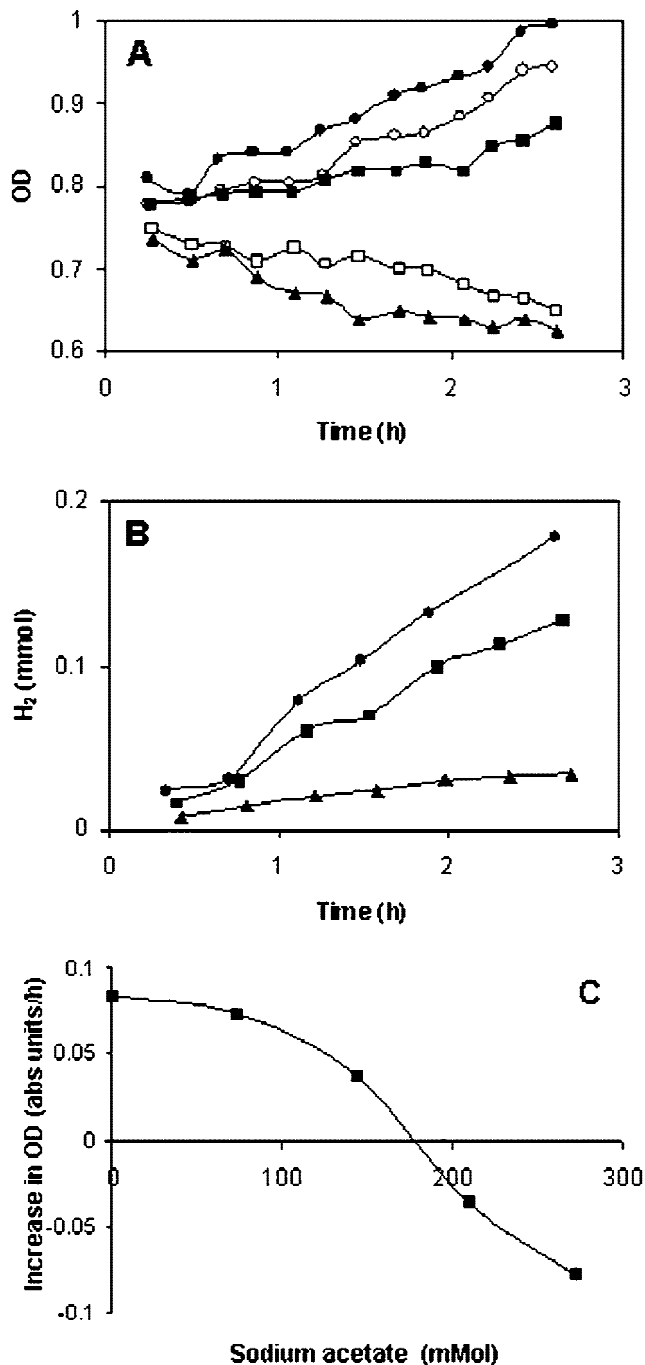 A
1
0.9
0.8
0.7
0.6
OD
0 1 2 3
Time (h)
B
0.2
0.1
0
H₂ (mmol)
0 1 2 3
Time (h)
C
0.1
0.05
0
-0.05
-0.1
Increase in OD (abs units/h)
0 100 200 300
Sodium acetate (mMol)